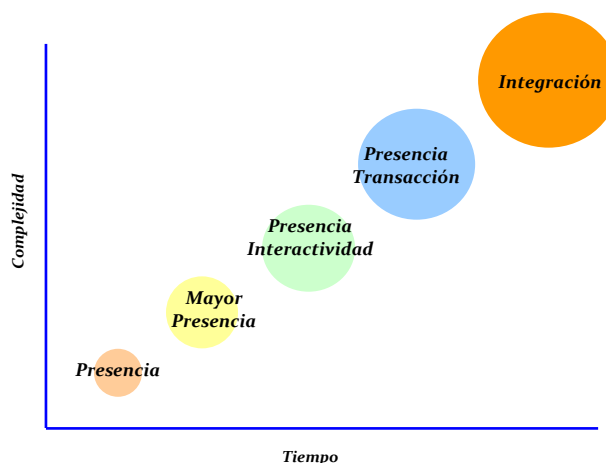 Integración
Presencia
Transacción
Presencia
Interactividad
Mayor
Presencia
Presencia
Complejidad
Tiempo